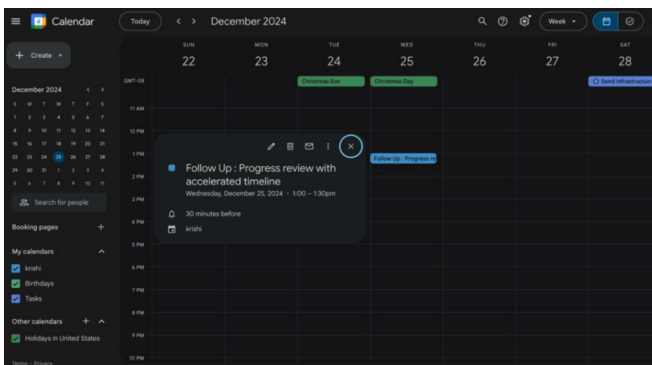 Calendar
Today
December 2024
Week
Create
SUN MON TUE WED THU FRI SAT
22 23 24 25 26 27 28
GMT-08
Christmas Eve
Christmas Day
Send infrastructure
December 2024
S M T W T F S
1 2 3 4 5 6 7
8 9 10 11 12 13 14
15 16 17 18 19 20 21
22 23 24 25 26 27 28
29 30 31 1 2 3 4
5 6 7 8 9 10 11
Search for people
Booking pages
My calendars
krishi
Birthdays
Tasks
Other calendars
Holidays in United States
Terms – Privacy
11 AM
12 PM
1 PM
2 PM
3 PM
4 PM
5 PM
6 PM
7 PM
8 PM
9 PM
10 PM
Follow Up : Progress re
Follow Up : Progress review with
accelerated timeline
Wednesday, December 25, 2024 · 1:00 – 1:30pm
30 minutes before
krishi